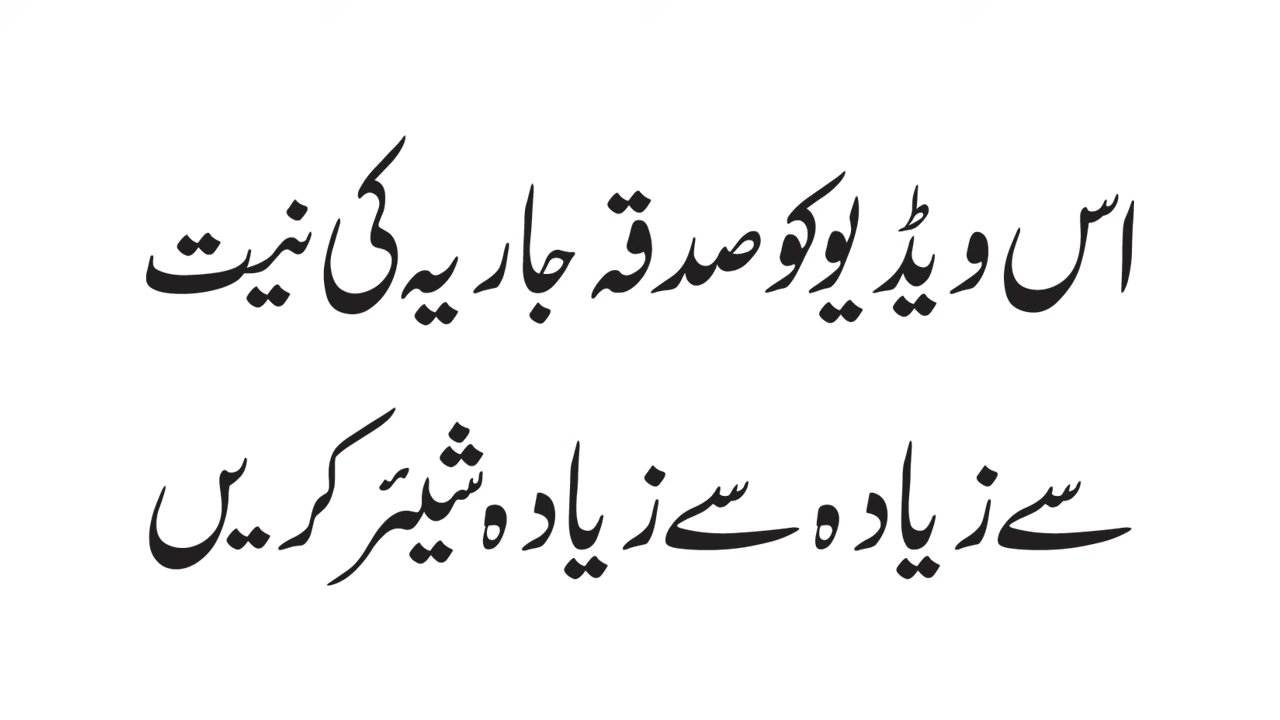 اس ویڈیو کو صدقہ جاریہ کی نیت
سے زیادہ سے زیادہ شیئر کریں